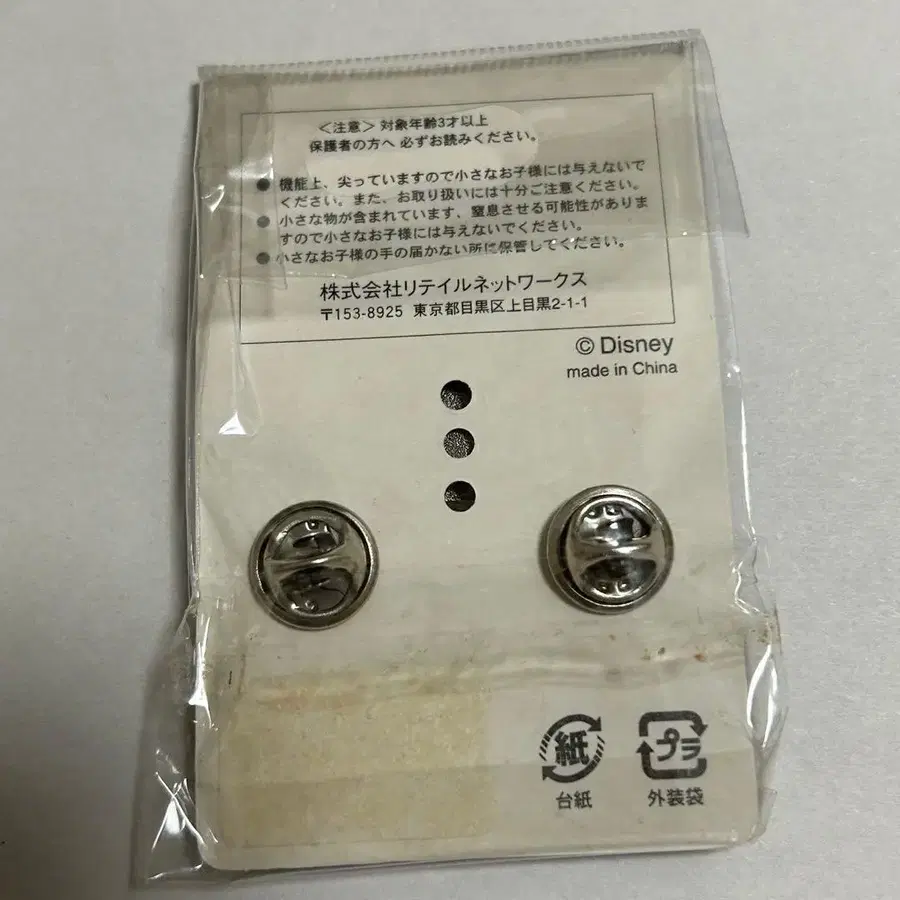 ＜注意＞対象年齢3才以上
保護者の方へ 必ずお読みください。
● 機能上、尖っていますので小さなお子様には与えないで
ください。また、お取り扱いには十分ご注意ください。
● 小さな物が含まれています、窒息させる可能性がありま
すので小さなお子様には与えないでください。
● 小さなお子様の手の届かない所に保管してください。
株式会社リテイルネットワークス
〒153-8925 東京都目黒区上目黒2-1-1
© Disney
made in China
紙
プラ
台紙
外装袋